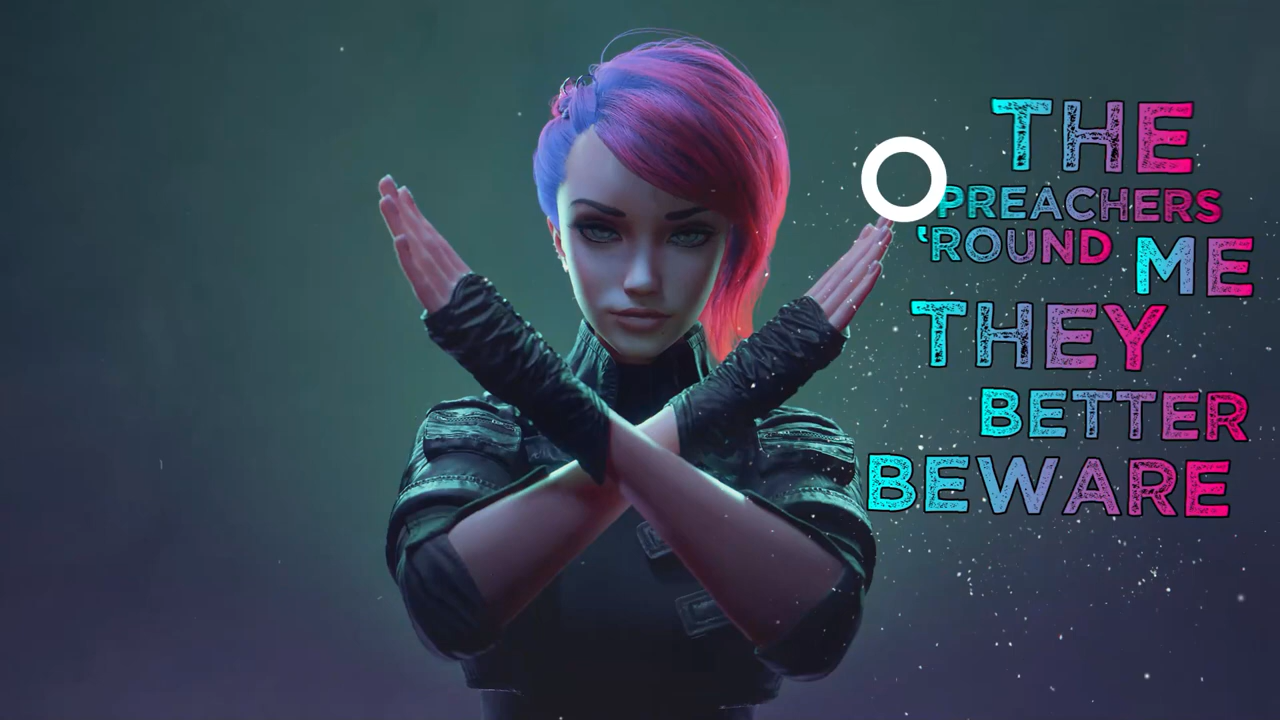 THE
PREACHERS
‘ROUND ME
THEY
BETTER
BEWARE